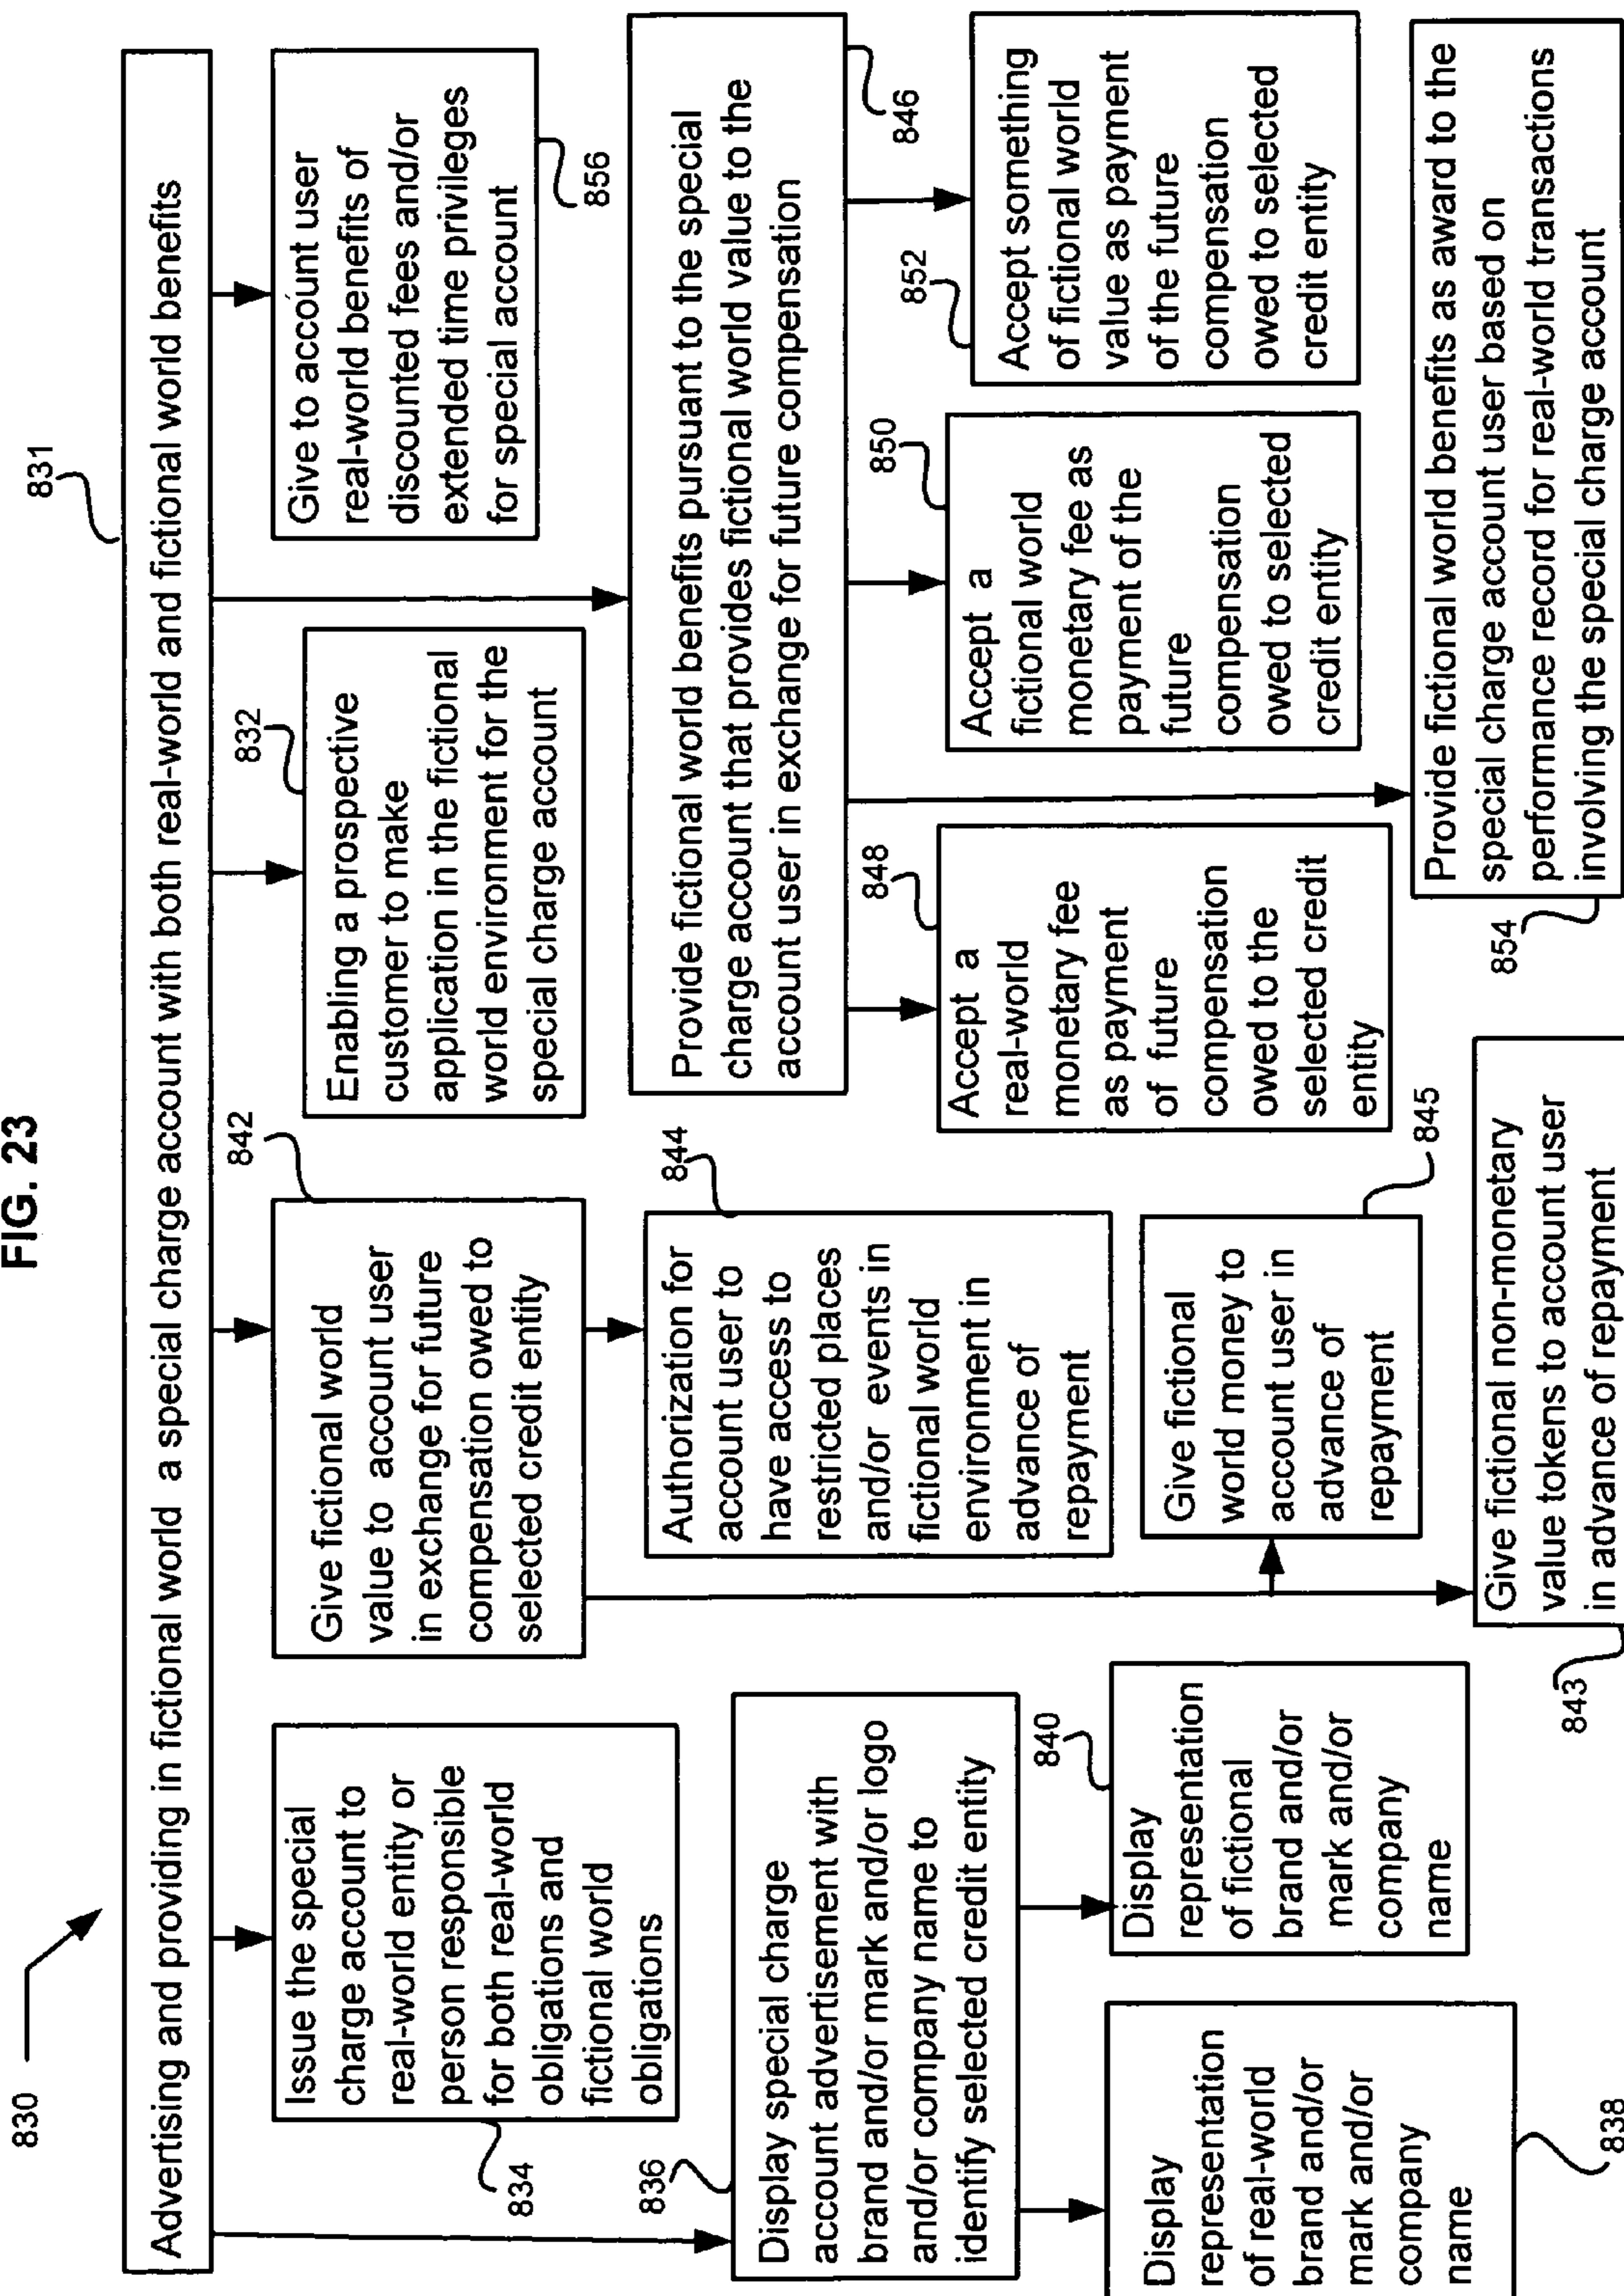 FIG. 23
830
831
Advertising and providing in fictional world a special charge account with both real-world and fictional world benefits
834
Issue the special
charge account to
real-world entity or
person responsible
for both real-world
obligations and
fictional world
obligations
842
Give fictional world
value to account user
in exchange for future
compensation owed to
selected credit entity
832
Enabling a prospective
customer to make
application in the fictional
world environment for the
special charge account
Give to account user
real-world benefits of
discounted fees and/or
extended time privileges
for special account
856
836
Display special charge
account advertisement with
brand and/or mark and/or logo
and/or company name to
identify selected credit entity
844
Authorization for
account user to
have access to
restricted places
and/or events in
fictional world
environment in
advance of
repayment
Provide fictional world benefits pursuant to the special
charge account that provides fictional world value to the
account user in exchange for future compensation
846
Display
representation
of real-world
brand and/or
mark and/or
company
name
838
840
Display
representation
of fictional
brand and/or
mark and/or
company
name
Give fictional
world money to
account user in
advance of
repayment
845
848
Accept a
real-world
monetary fee
as payment
of future
compensation
owed to the
selected credit
entity
850
Accept a
fictional world
monetary fee as
payment of the
future
compensation
owed to selected
credit entity
852
Accept something
of fictional world
value as payment
of the future
compensation
owed to selected
credit entity
843
Give fictional non-monetary
value tokens to account user
in advance of repayment
854
Provide fictional world benefits as award to the
special charge account user based on
performance record for real-world transactions
involving the special charge account